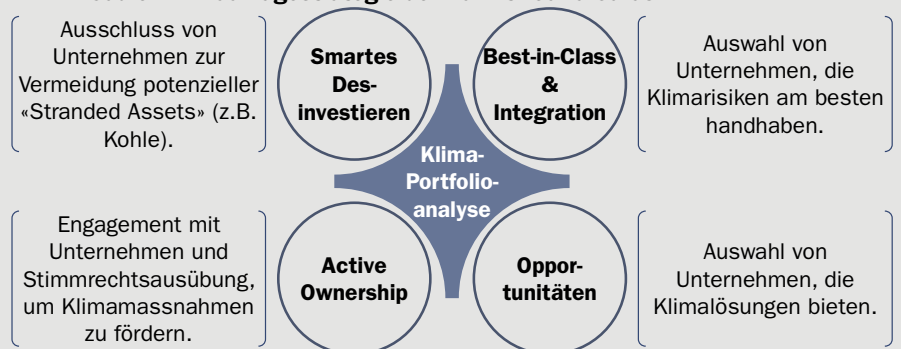 Ausschluss von
Unternehmen zur
Vermeidung potenzieller
«Stranded Assets» (z.B.
Kohle).
Smartes
Des-
investieren
Best-in-Class
&
Integration
Auswahl von
Unternehmen, die
Klimarisiken am besten
handhaben.
Klima-
Portfolio-
analyse
Engagement mit
Unternehmen und
Stimmrechtsausübung,
um Klimamassnahmen
zu fördern.
Active
Ownership
Oppor-
tunitäten
Auswahl von
Unternehmen, die
Klimalösungen bieten.